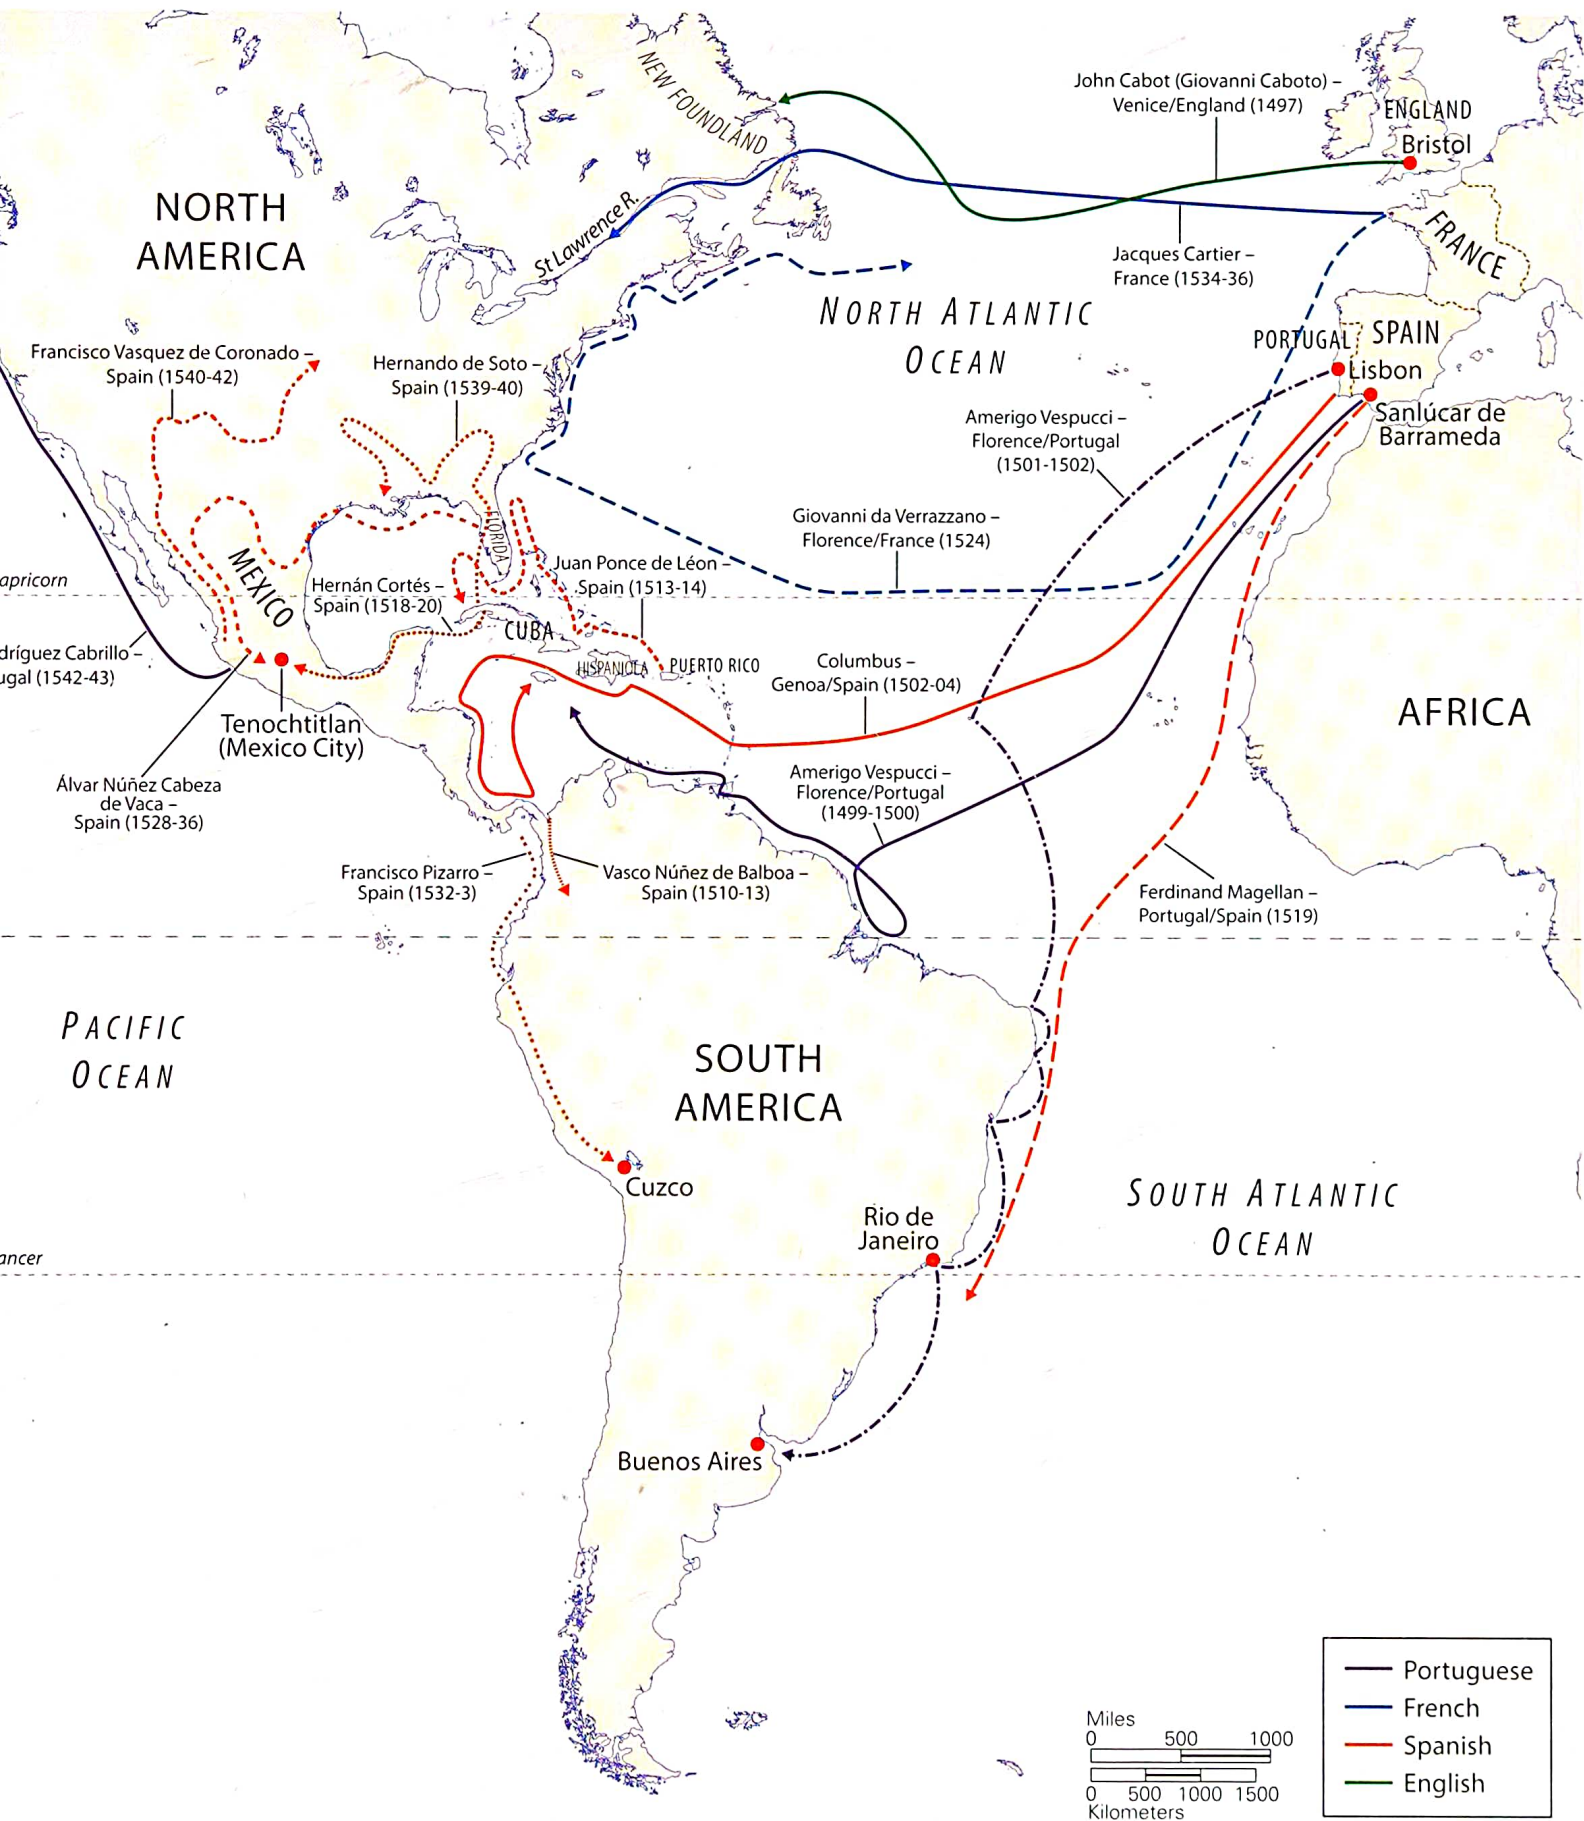 John Cabot (Giovanni Caboto) –
Venice/England (1497)
ENGLAND
Bristol
NEW FOUNDLAND
NORTH
AMERICA
St Lawrence R.
FRANCE
Jacques Cartier –
France (1534-36)
NORTH ATLANTIC
OCEAN
PORTUGAL
SPAIN
Lisbon
Sanlúcar de
Barrameda
Francisco Vasquez de Coronado –
Spain (1540-42)
Hernando de Soto –
Spain (1539-40)
Amerigo Vespucci –
Florence/Portugal
(1501-1502)
Giovanni da Verrazzano –
Florence/France (1524)
FLORIDA
MEXICO
Juan Ponce de Léon –
Spain (1513-14)
Hernán Cortés –
Spain (1518-20)
apricorn
CUBA
HISPANIOLA
PUERTO RICO
dríguez Cabrillo –
ugal (1542-43)
Columbus –
Genoa/Spain (1502-04)
AFRICA
Tenochtitlan
(Mexico City)
Álvar Núñez Cabeza
de Vaca –
Spain (1528-36)
Amerigo Vespucci –
Florence/Portugal
(1499-1500)
Francisco Pizarro –
Spain (1532-3)
Vasco Núñez de Balboa –
Spain (1510-13)
Ferdinand Magellan –
Portugal/Spain (1519)
PACIFIC
OCEAN
SOUTH
AMERICA
Cuzco
SOUTH ATLANTIC
OCEAN
Rio de
Janeiro
ancer
Buenos Aires
Portuguese
French
Spanish
English
Miles
0 500 1000
0 500 1000 1500
Kilometers